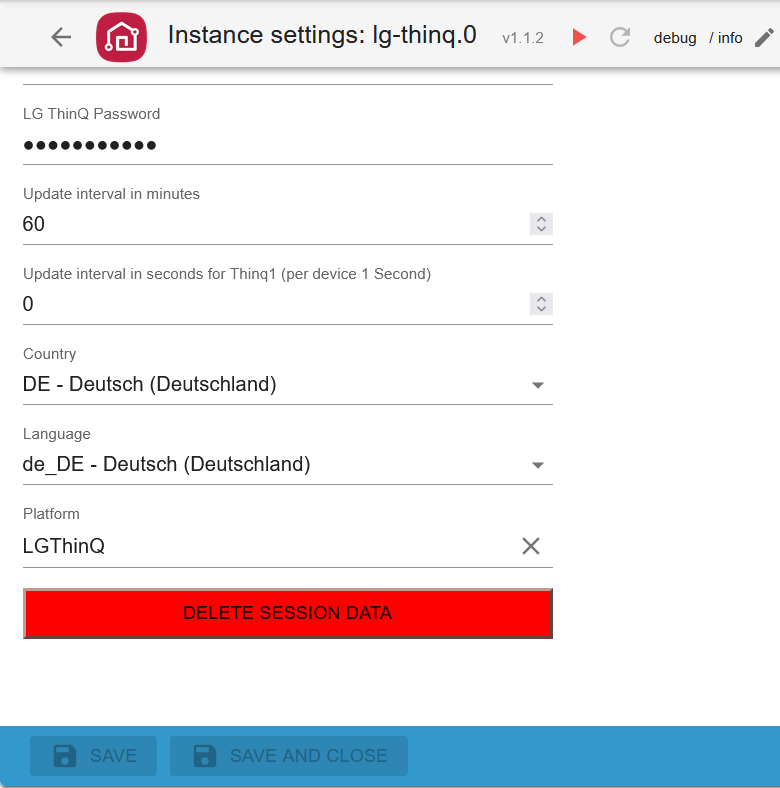 Instance settings: lg-thinq.0 v1.1.2 debug / info
LG ThinQ Password
●●●●●●●●●●●
Update interval in minutes
60
Update interval in seconds for Thinq1 (per device 1 Second)
0
Country
DE - Deutsch (Deutschland)
Language
de_DE - Deutsch (Deutschland)
Platform
LGThinQ
DELETE SESSION DATA
SAVE SAVE AND CLOSE